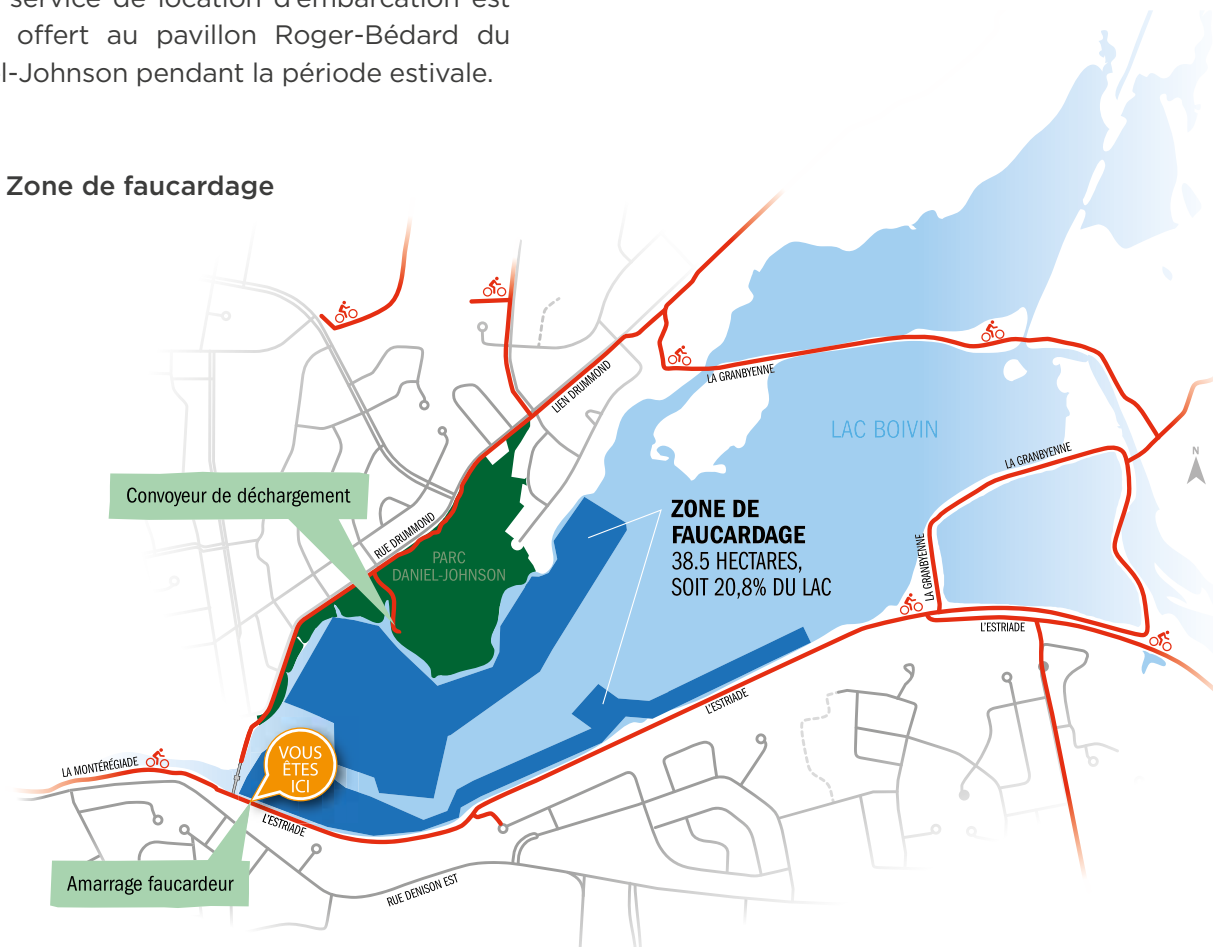 service de location d'embarcation est
offert au pavillon Roger-Bédard du
l-Johnson pendant la période estivale.
Zone de faucardage
LIEN DRUMMOND
LA GRANBYENNE
LAC BOIVIN
LA GRANBYENNE
N
Convoyeur de déchargement
RUE DRUMMOND
PARC
DANIEL-JOHNSON
ZONE DE
FAUCARDAGE
38.5 HECTARES,
SOIT 20,8% DU LAC
LA GRANBYENNE
L'ESTRIADE
L'ESTRIADE
LA MONTÉRÉGIADE
VOUS
ÊTES
ICI
L'ESTRIADE
Amarrage faucardeur
RUE DENISON EST